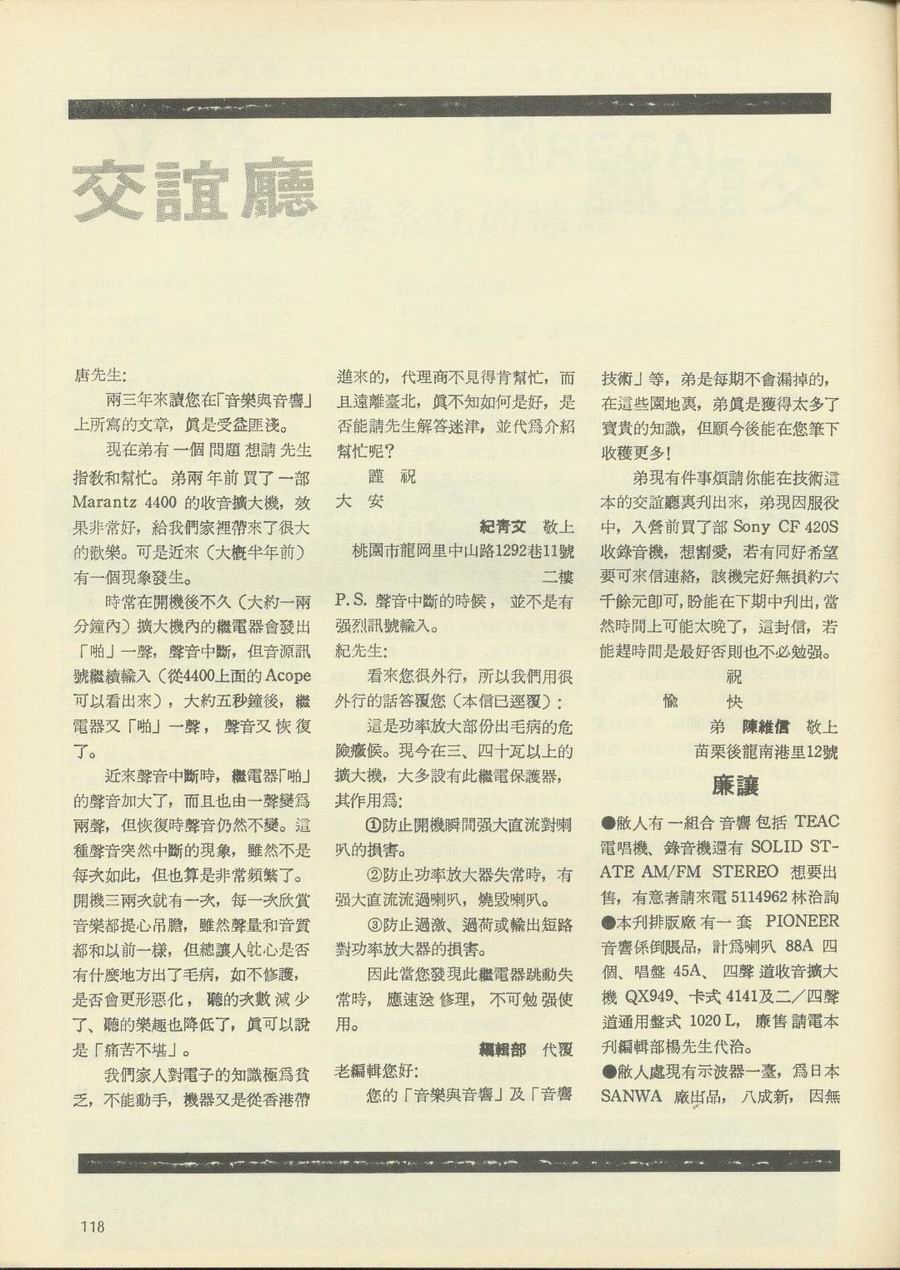 交誼廳
唐先生:
兩三年來讀您在「音樂與音響」
上所寫的文章，眞是受益匪淺。
現在弟有一個問題想請先生
指敎和幫忙。弟兩年前買了一部
Marantz 4400 的收音擴大機，效
果非常好，給我們家裡帶來了很大
的歡樂。可是近來（大槪半年前）
有一個現象發生。
時常在開機後不久（大約一兩
分鐘內）擴大機內的繼電器會發出
「啪」一聲，聲音中斷，但音源訊
號繼續輸入（從4400上面的 Acope
可以看出來），大約五秒鐘後，繼
電器又「啪」一聲，聲音又恢復
了。
近來聲音中斷時，繼電器「啪」
的聲音加大了，而且也由一聲變爲
兩聲，但恢復時聲音仍然不變。這
種聲音突然中斷的現象，雖然不是
每次如此，但也算是非常頻繁了。
開機三兩次就有一次，每一次欣賞
音樂都提心吊膽，雖然聲量和音質
都和以前一樣，但總讓人躭心是否
有什麼地方出了毛病，如不修護，
是否會更形惡化，聽的次數減少
了、聽的樂趣也降低了，眞可以說
是「痛苦不堪」。
我們家人對電子的知識極爲貧
乏，不能動手，機器又是從香港帶
進來的，代理商不見得肯幫忙，而
且遠離臺北，眞不知如何是好，是
否能請先生解答迷津，並代爲介紹
幫忙呢？
謹祝
大安
紀靑文 敬上
桃園市龍岡里中山路1292巷11號
二樓
P.S. 聲音中斷的時候，並不是有
强烈訊號輸入。
紀先生:
看來您很外行，所以我們用很
外行的話答覆您（本信已逕覆）:
這是功率放大部份出毛病的危
險癥候。現今在三、四十瓦以上的
擴大機，大多設有此繼電保護器，
其作用爲:
①防止開機瞬間强大直流對喇
叭的損害。
②防止功率放大器失常時，有
强大直流流過喇叭，燒毀喇叭。
③防止過激、過荷或輸出短路
對功率放大器的損害。
因此當您發現此繼電器跳動失
常時，應速送修理，不可勉强使
用。
編輯部 代覆
老編輯您好:
您的「音樂與音響」及「音響
技術」等，弟是每期不會漏掉的，
在這些園地裏，弟眞是獲得太多了
寶貴的知識，但願今後能在您筆下
收穫更多!
弟現有件事煩請你能在技術這
本的交誼廳裏刋出來，弟現因服役
中，入營前買了部 Sony CF 420S
收錄音機，想割愛，若有同好希望
要可來信連絡，該機完好無損約六
千餘元卽可,盼能在下期中刋出,當
然時間上可能太晚了，這封信，若
能趕時間是最好否則也不必勉强。
祝
愉快
弟 陳維信 敬上
苗栗後龍南港里12號
廉讓
●敝人有一組合音響包括 TEAC
電唱機、錄音機還有 SOLID ST-
ATE AM/FM STEREO 想要出
售，有意者請來電 5114962 林洽詢
●本刋排版廠有一套 PIONEER
音響係倒賬品，計爲喇叭 88A 四
個、唱盤 45A、四聲道收音擴大
機 QX949、卡式 4141及二／四聲
道通用盤式 1020 L，廉售請電本
刋編輯部楊先生代洽。
●敝人處現有示波器一臺，爲日本
SANWA 廠出品，八成新，因無
118